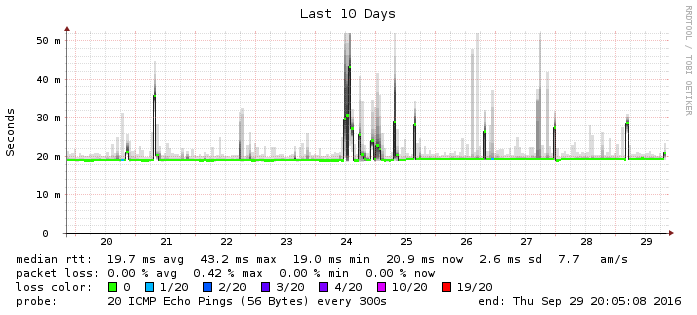 Last 10 Days
RRDTOOL / TOBI OETIKER
Seconds
50 m
40 m
30 m
20 m
10 m
0
20 21 22 23 24 25 26 27 28 29
median rtt: 19.7 ms avg 43.2 ms max 19.0 ms min 20.9 ms now 2.6 ms sd 7.7 am/s
packet loss: 0.00 % avg 0.42 % max 0.00 % min 0.00 % now
loss color: 0 1/20 2/20 3/20 4/20 10/20 19/20
probe: 20 ICMP Echo Pings (56 Bytes) every 300s end: Thu Sep 29 20:05:08 2016